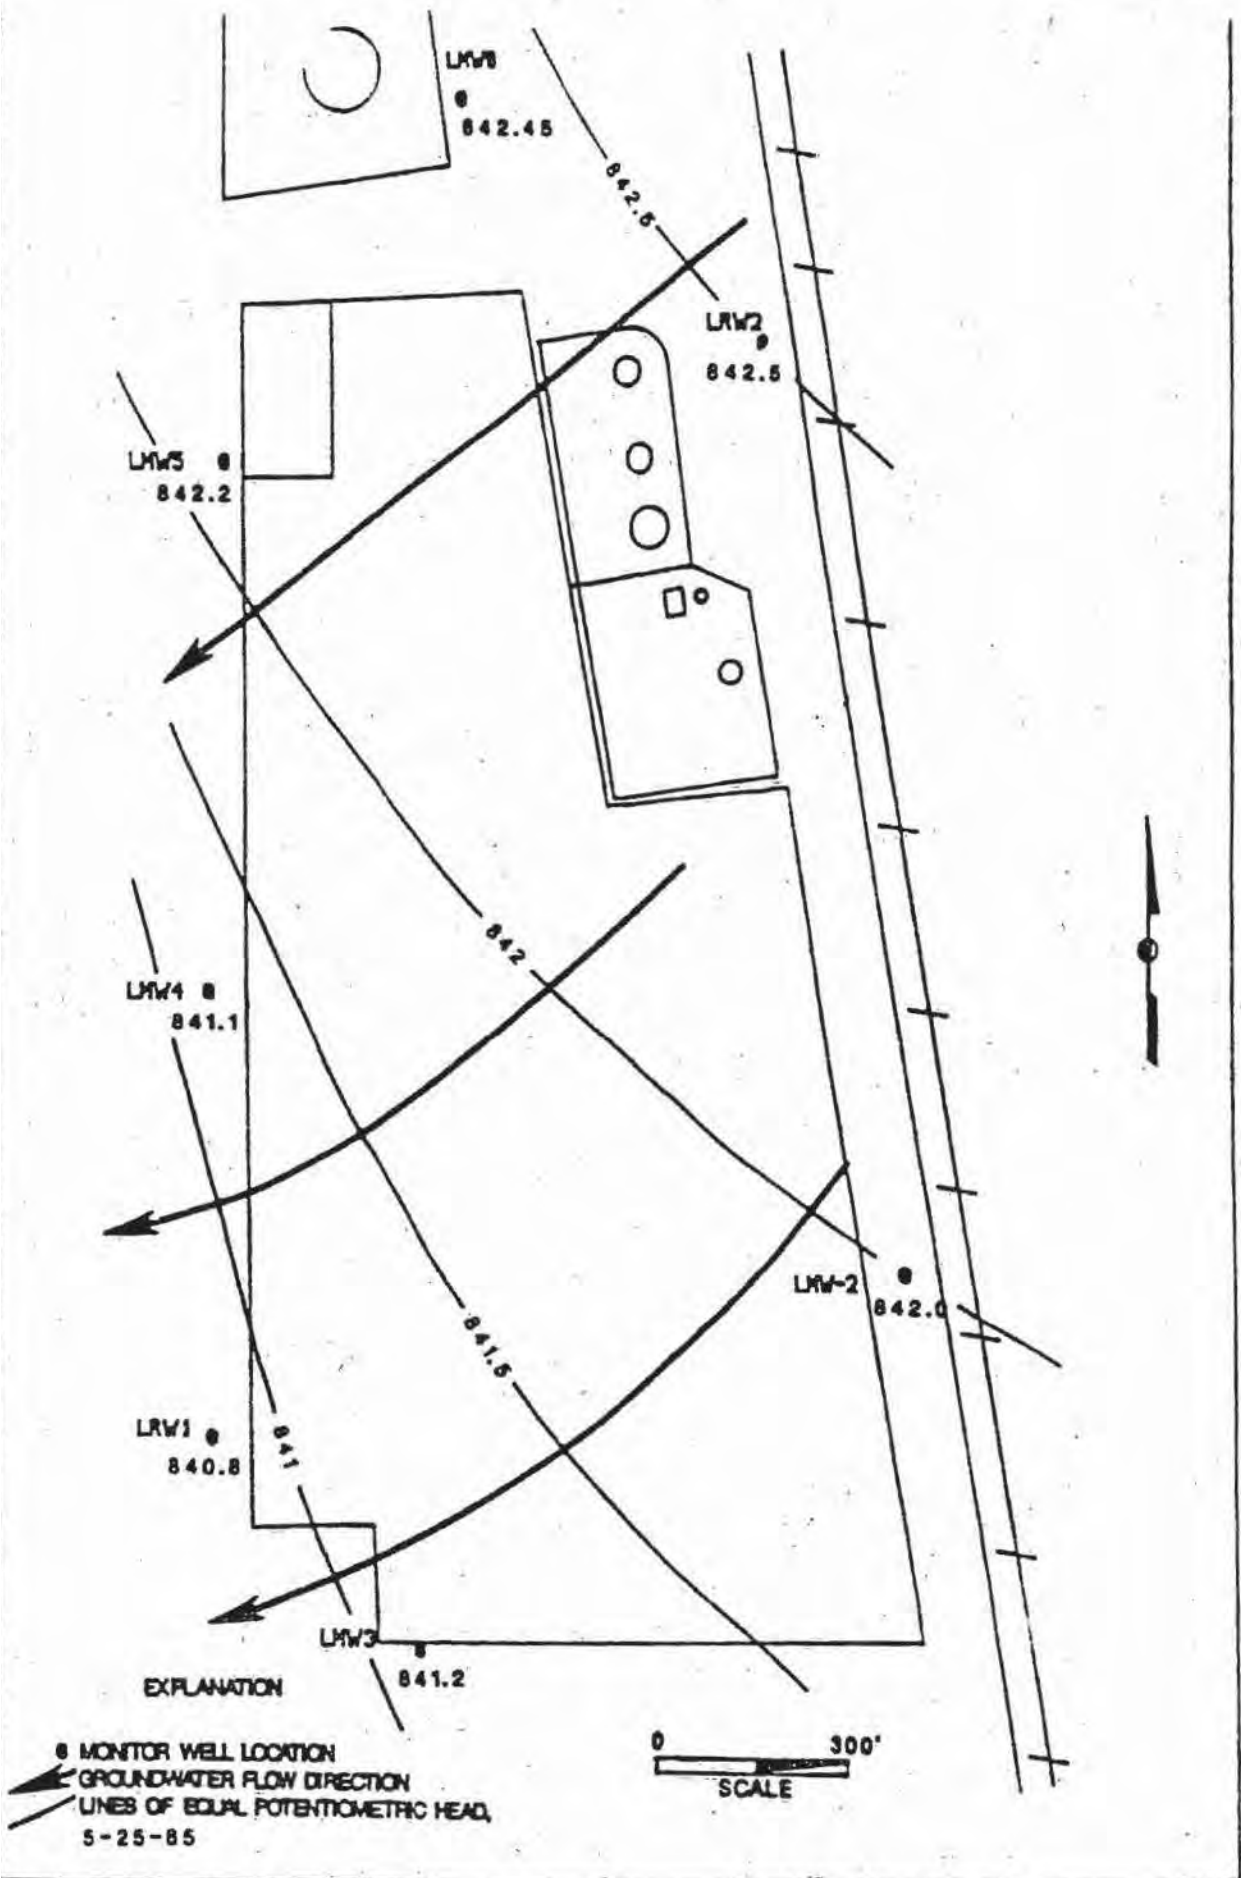 LMW6
842.45
842.5
LRW2
842.5
LMW5
842.2
842
LMW4
841.1
LMW-2
842.0
841.5
LRW1
840.8
841
LMW3
841.2
EXPLANATION
MONITOR WELL LOCATION
GROUNDWATER FLOW DIRECTION
LINES OF EQUAL POTENTIOMETRIC HEAD,
5-25-85
0 300'
SCALE